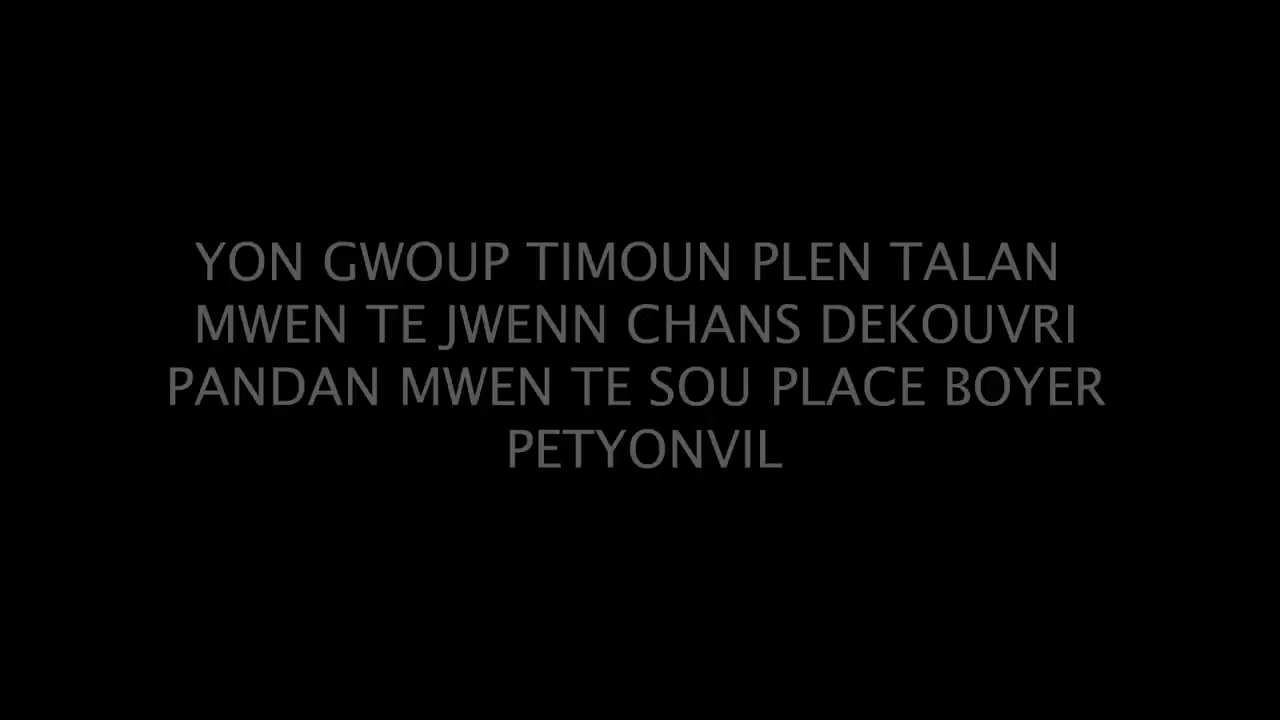 YON GWOUP TIMOUN PLEN TALAN
MWEN TE JWENN CHANS DEKOUVRI
PANDAN MWEN TE SOU PLACE BOYER
PETYONVIL